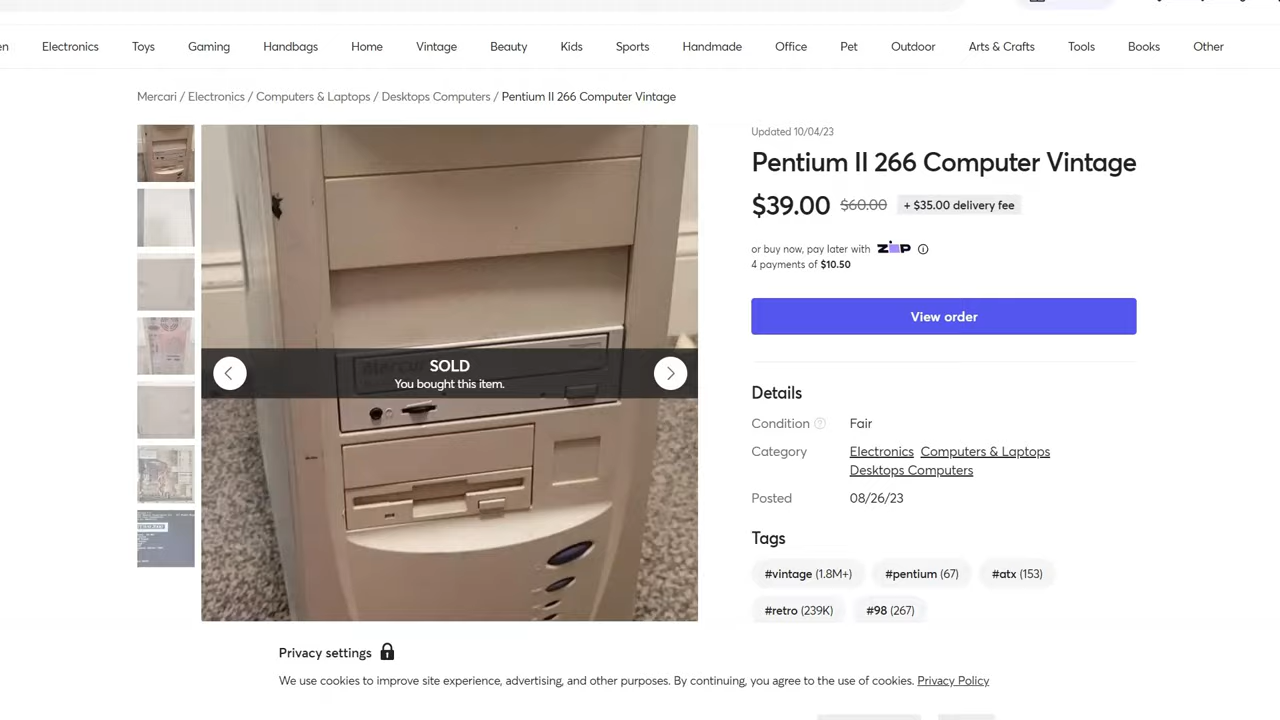 en Electronics Toys Gaming Handbags Home Vintage Beauty Kids Sports Handmade Office Pet Outdoor Arts & Crafts Tools Books Other
Mercari / Electronics / Computers & Laptops / Desktops Computers / Pentium II 266 Computer Vintage
SOLD
You bought this item.
Updated 10/04/23
Pentium II 266 Computer Vintage
$39.00 $60.00 + $35.00 delivery fee
or buy now, pay later with ZIP
4 payments of $10.50
View order
Details
Condition ? Fair
Category Electronics Computers & Laptops
Desktops Computers
Posted 08/26/23
Tags
#vintage (1.8M+) #pentium (67) #atx (153)
#retro (239K) #98 (267)
Privacy settings
We use cookies to improve site experience, advertising, and other purposes. By continuing, you agree to the use of cookies. Privacy Policy